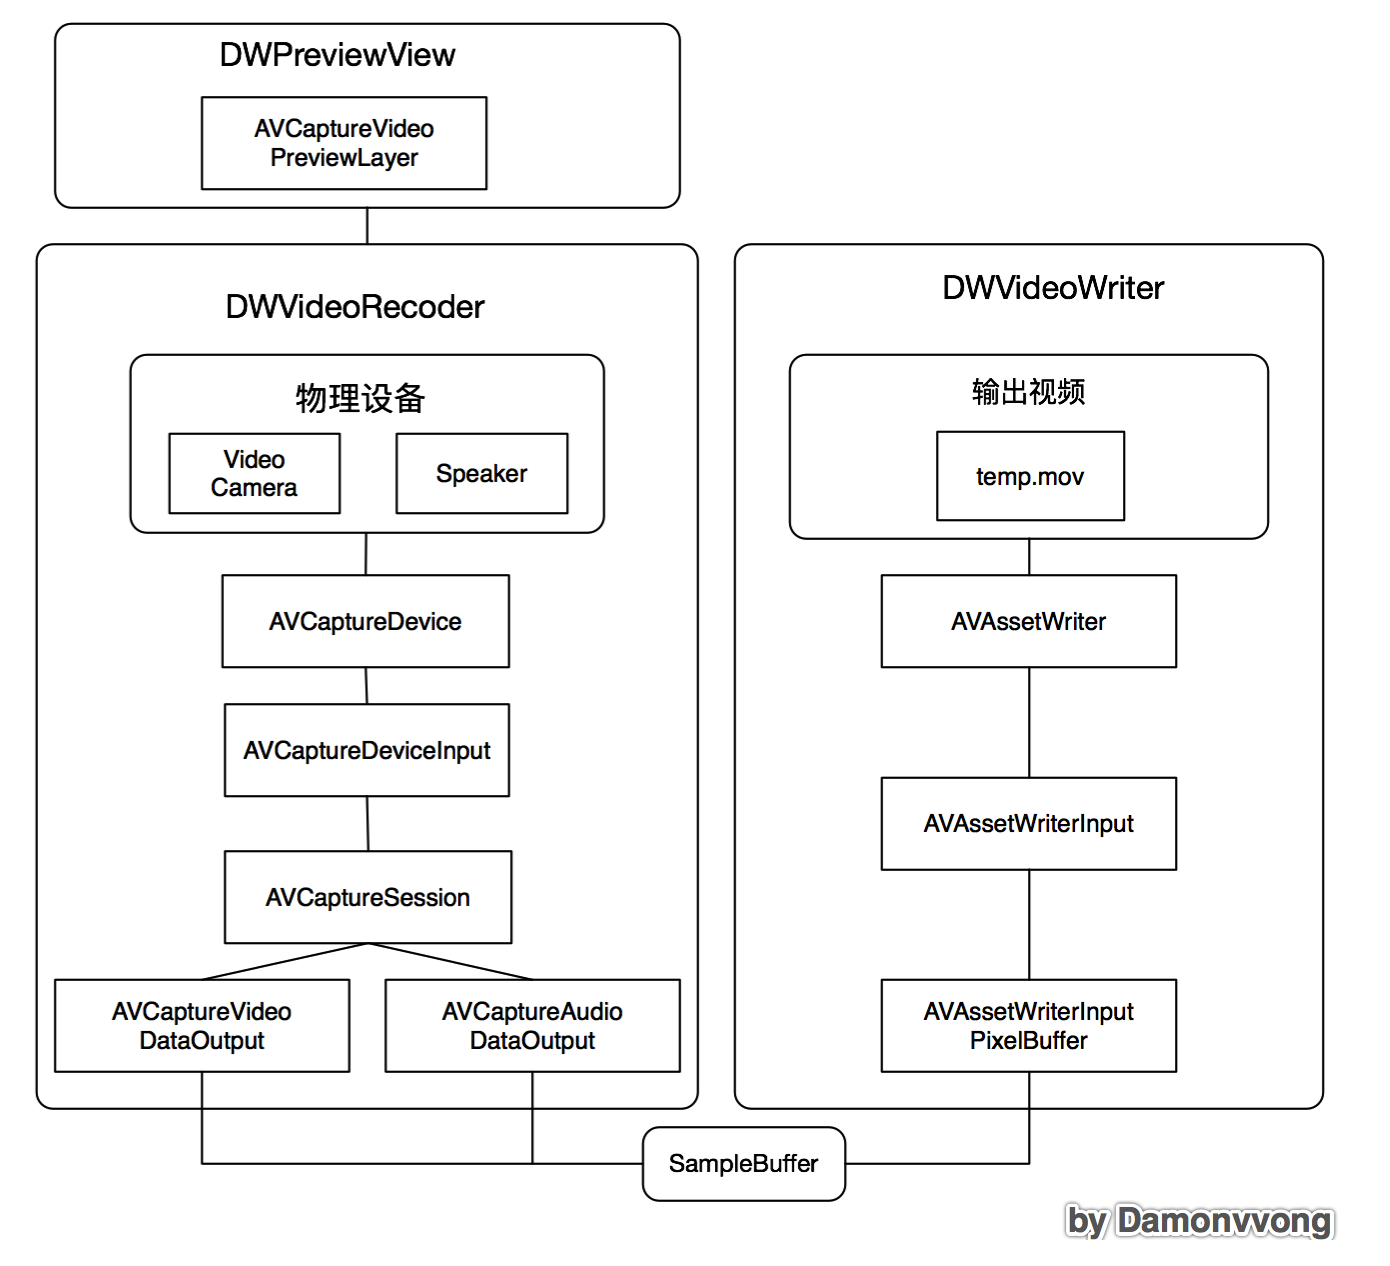 DWPreviewView
AVCaptureVideo
PreviewLayer
DWVideoRecoder
物理设备
Video
Camera
Speaker
AVCaptureDevice
AVCaptureDeviceInput
AVCaptureSession
AVCaptureVideo
DataOutput
AVCaptureAudio
DataOutput
DWVideoWriter
输出视频
temp.mov
AVAssetWriter
AVAssetWriterInput
AVAssetWriterInput
PixelBuffer
SampleBuffer
by Damonvvong